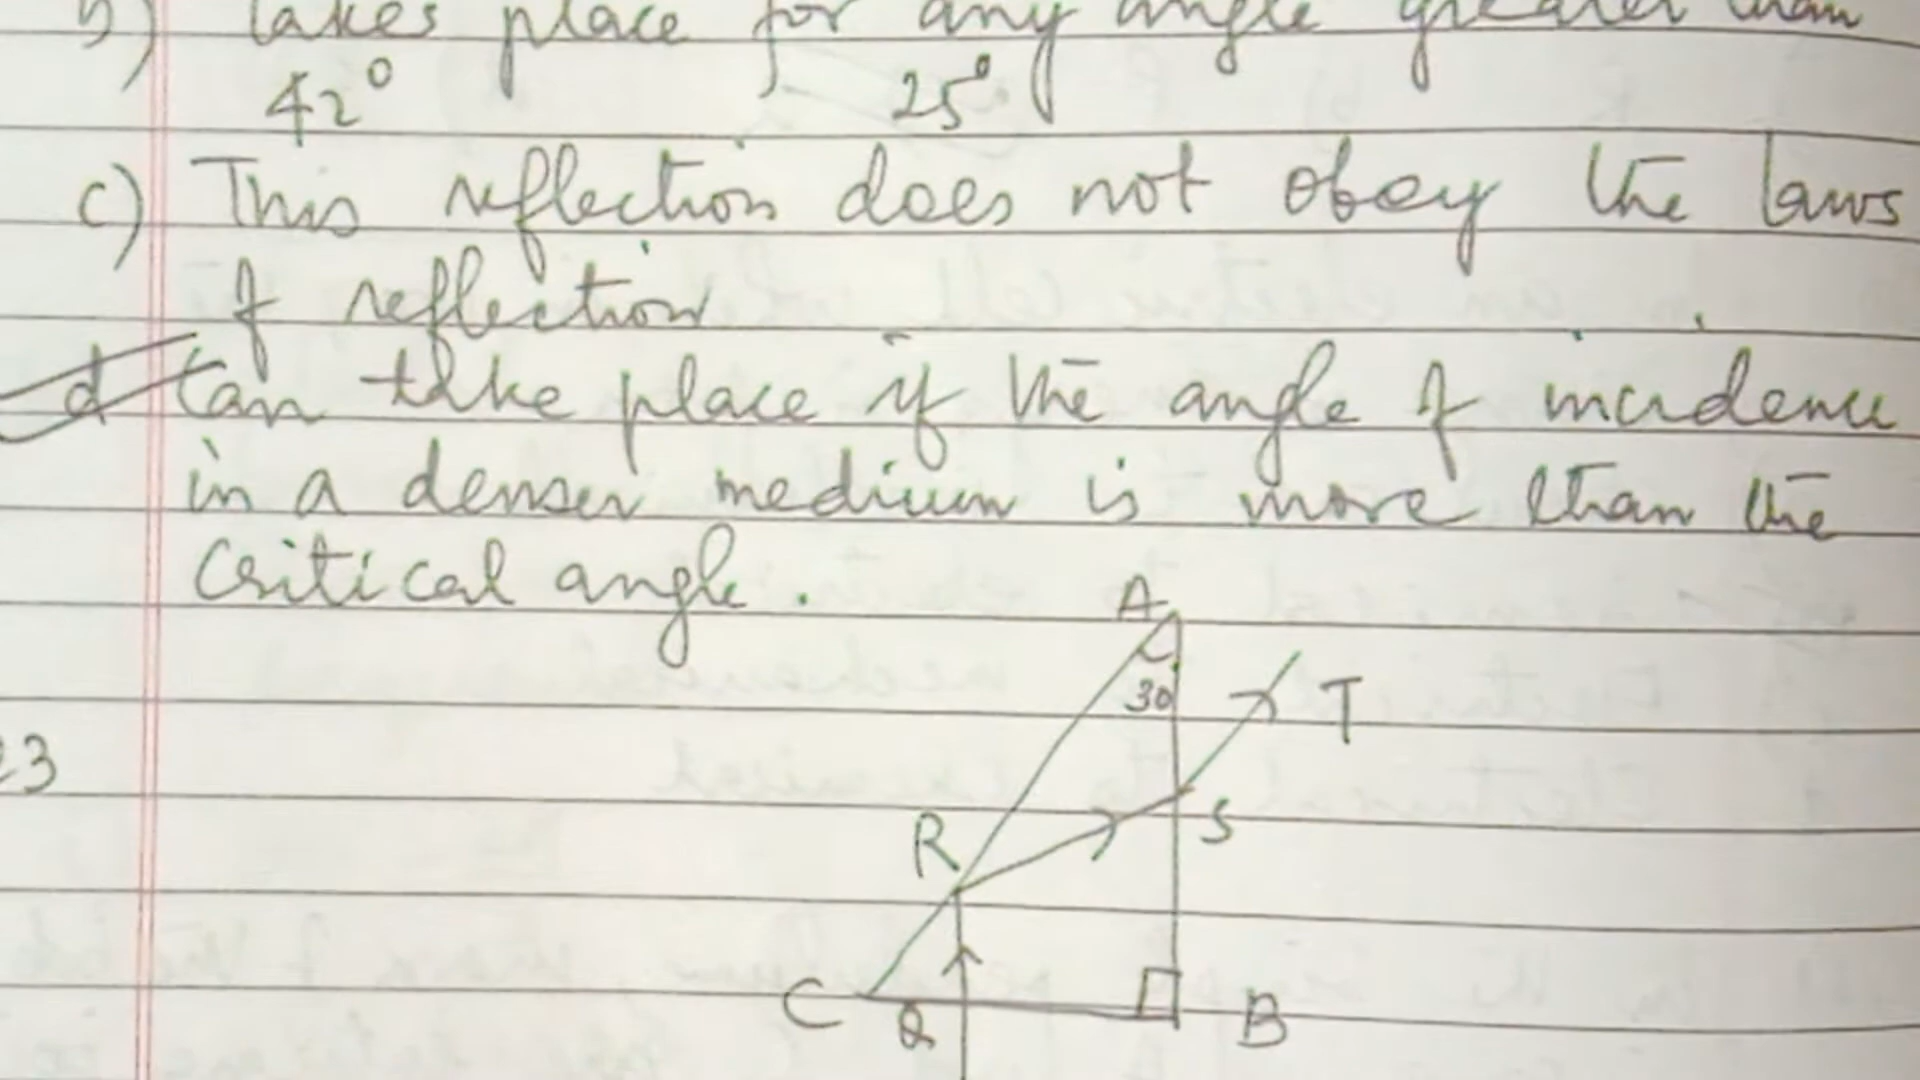 b) takes place for any angle greater than
42° 25°
c) This reflection does not obey the laws
of reflection
d Can take place if the angle of incidence
in a denser medium is more than the
critical angle.
A
30
T
3
R
S
C Q B